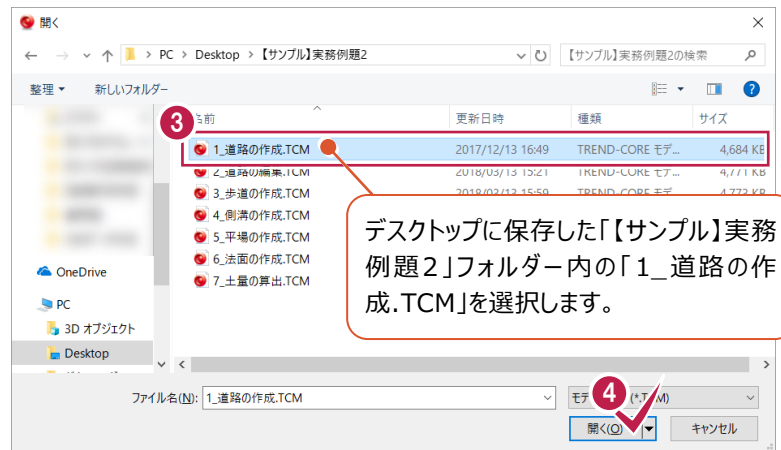 開く
PC > Desktop > 【サンプル】実務例題2
【サンプル】実務例題2の検索
整理 新しいフォルダー
3
名前 更新日時 種類 サイズ
1_道路の作成.TCM 2017/12/13 16:49 TREND-CORE モデ... 4,684 KB
2_道路の編集.TCM 2018/03/13 15:21 TREND-CORE モデ... 4,771 KB
3_歩道の作成.TCM 2018/03/13 15:59 TREND-CORE モデ... 4,773 KB
4_側溝の作成.TCM
5_平場の作成.TCM
6_法面の作成.TCM
7_土量の算出.TCM
デスクトップに保存した「【サンプル】実務
例題2」フォルダー内の「1_道路の作
成.TCM」を選択します。
OneDrive
PC
3D オブジェクト
Desktop
ファイル名(N): 1_道路の作成.TCM
4
開く(O) キャンセル